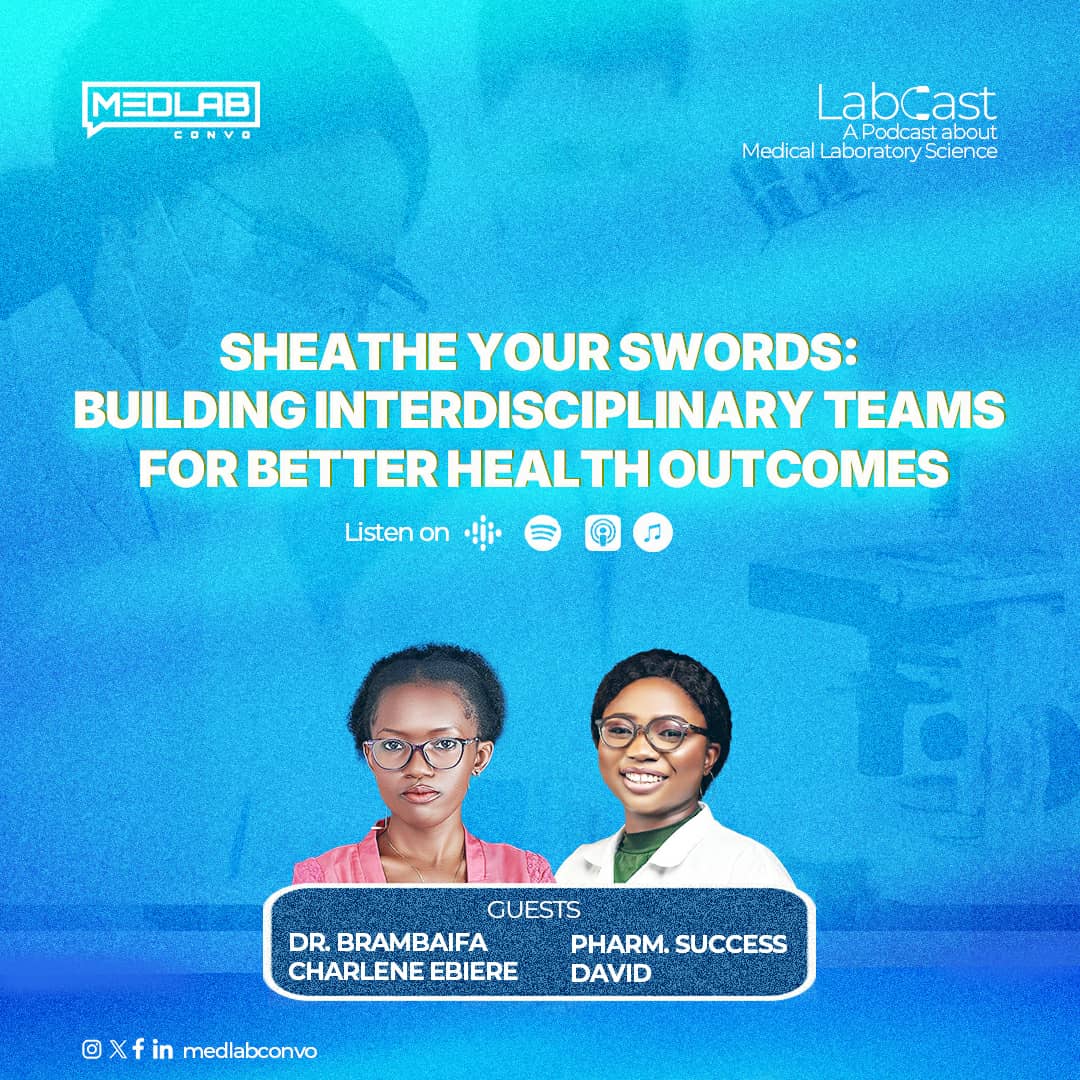 MEDLAB
CONVO
LabCast
A Podcast about
Medical Laboratory Science
SHEATHE YOUR SWORDS:
BUILDING INTERDISCIPLINARY TEAMS
FOR BETTER HEALTH OUTCOMES
Listen on
GUESTS
DR. BRAMBAIFA
CHARLENE EBIERE
PHARM. SUCCESS
DAVID
medlabconvo